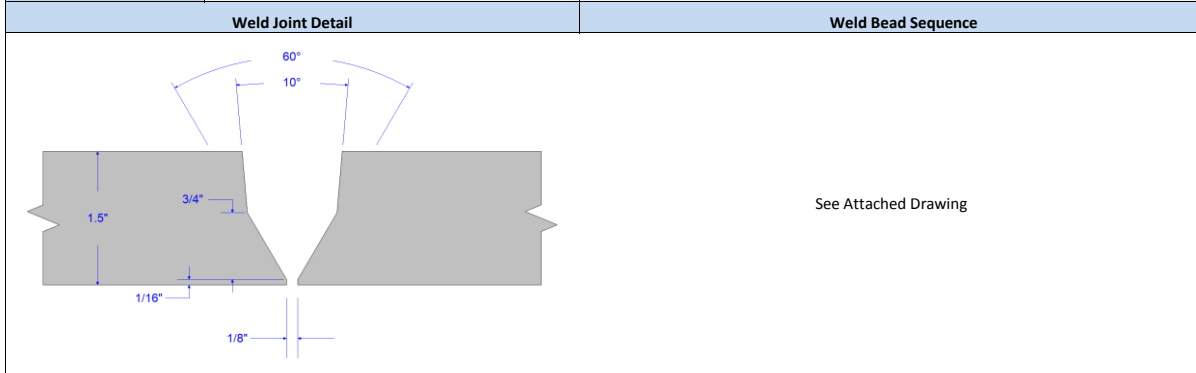 Weld Joint Detail
Weld Bead Sequence
60°
10°
3/4"
1.5"
1/16"
1/8"
See Attached Drawing